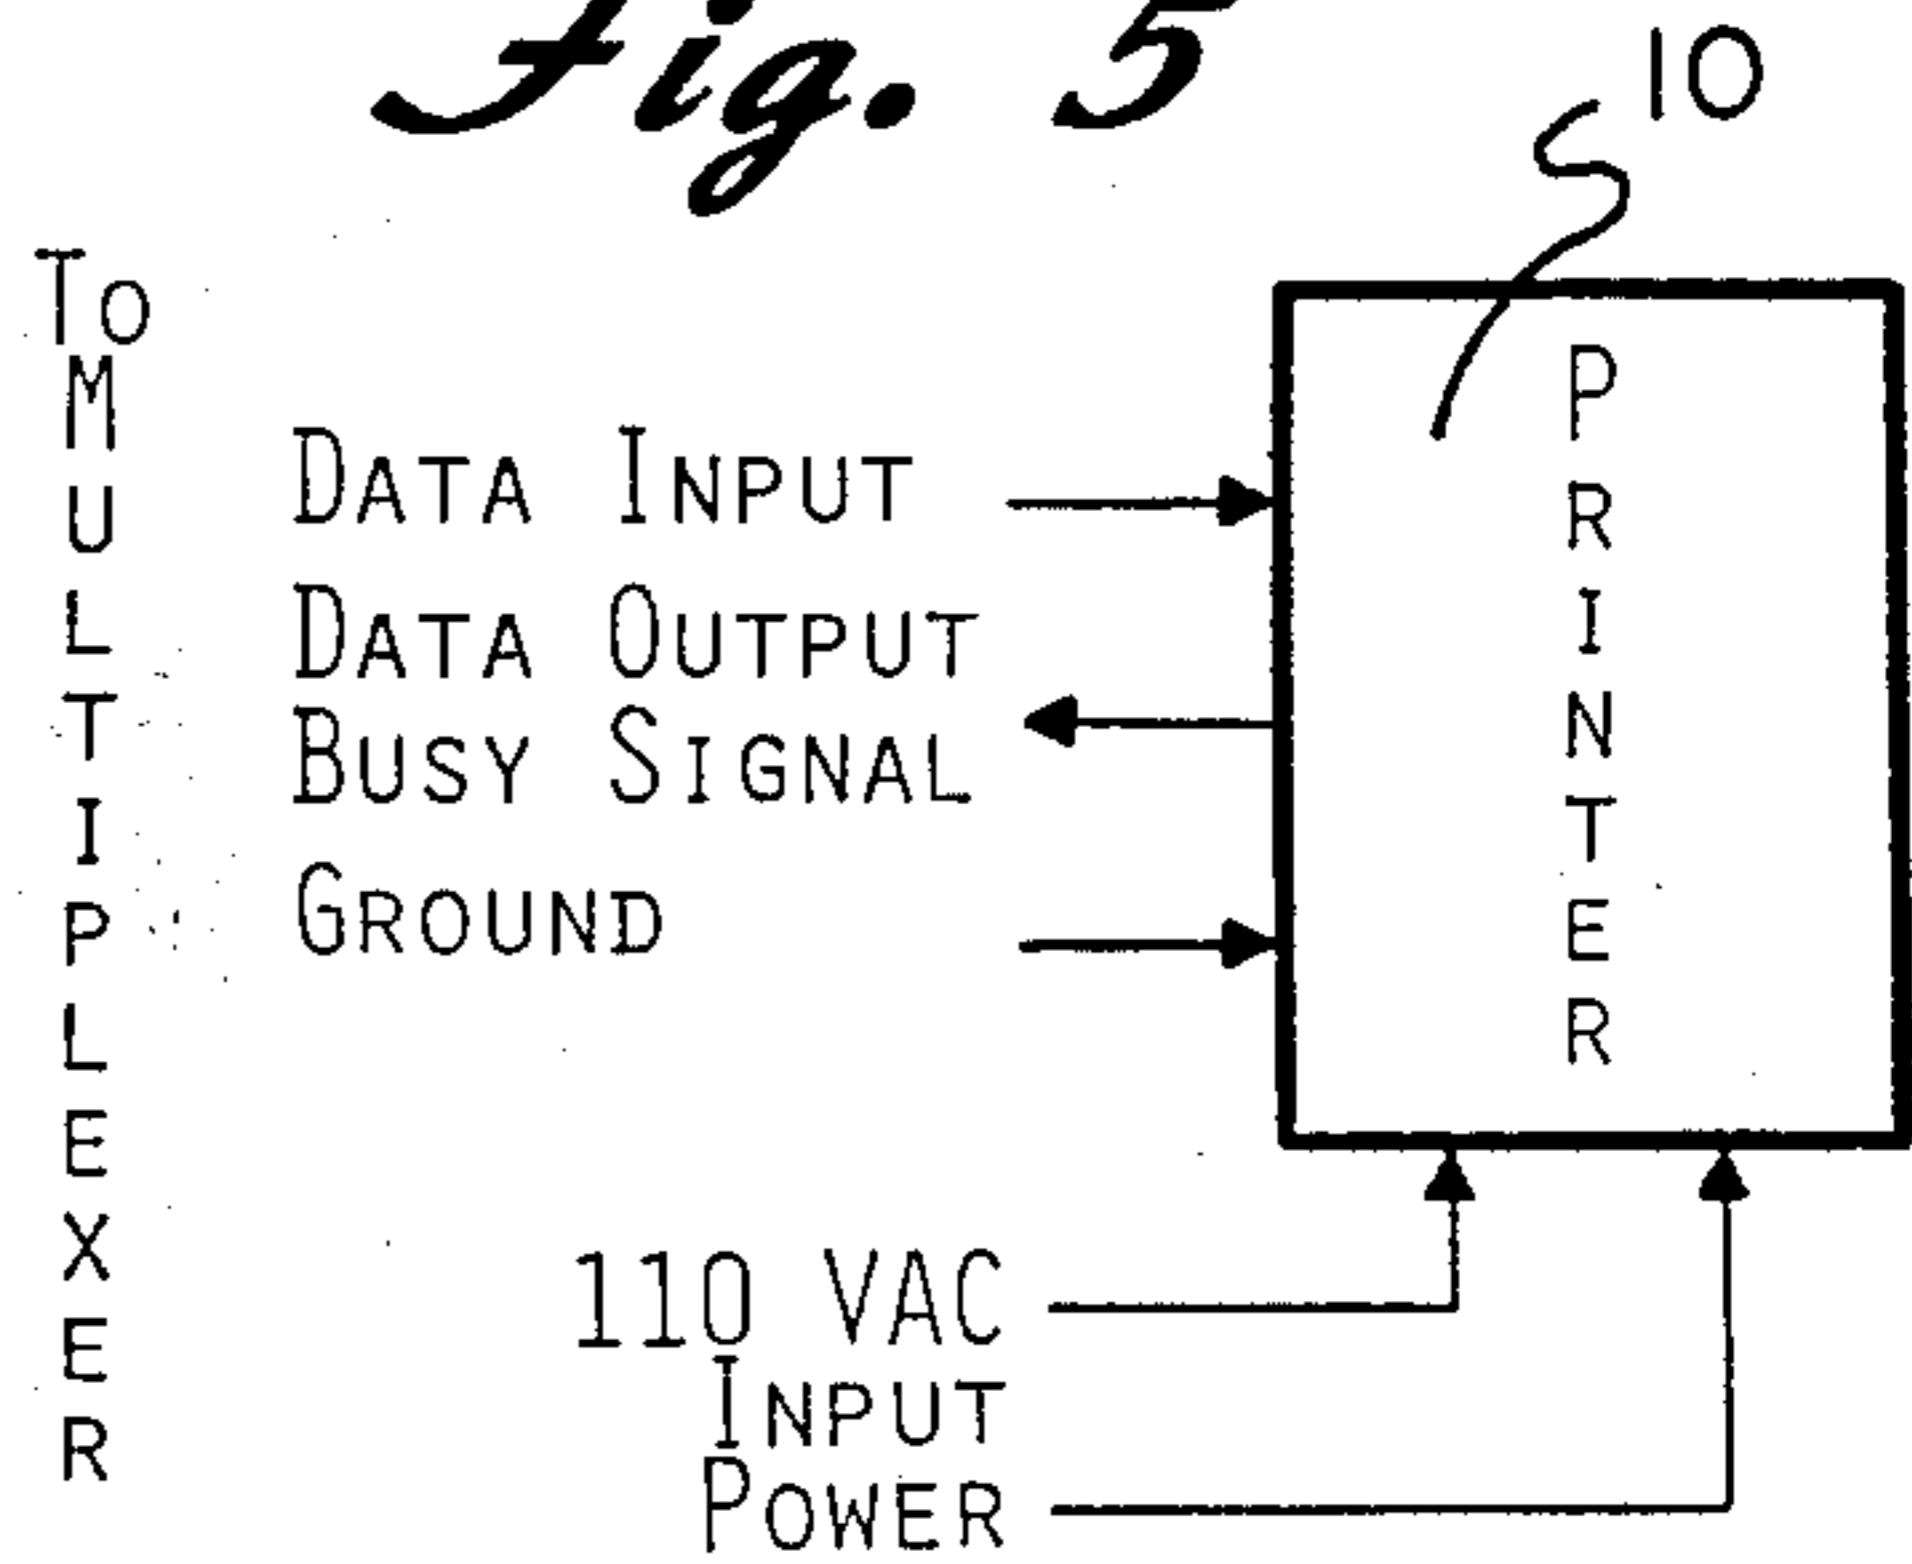 Fig. 5
10
To MULTIPLEXER
DATA INPUT
DATA OUTPUT
BUSY SIGNAL
GROUND
PRINTER
110 VAC
INPUT
POWER